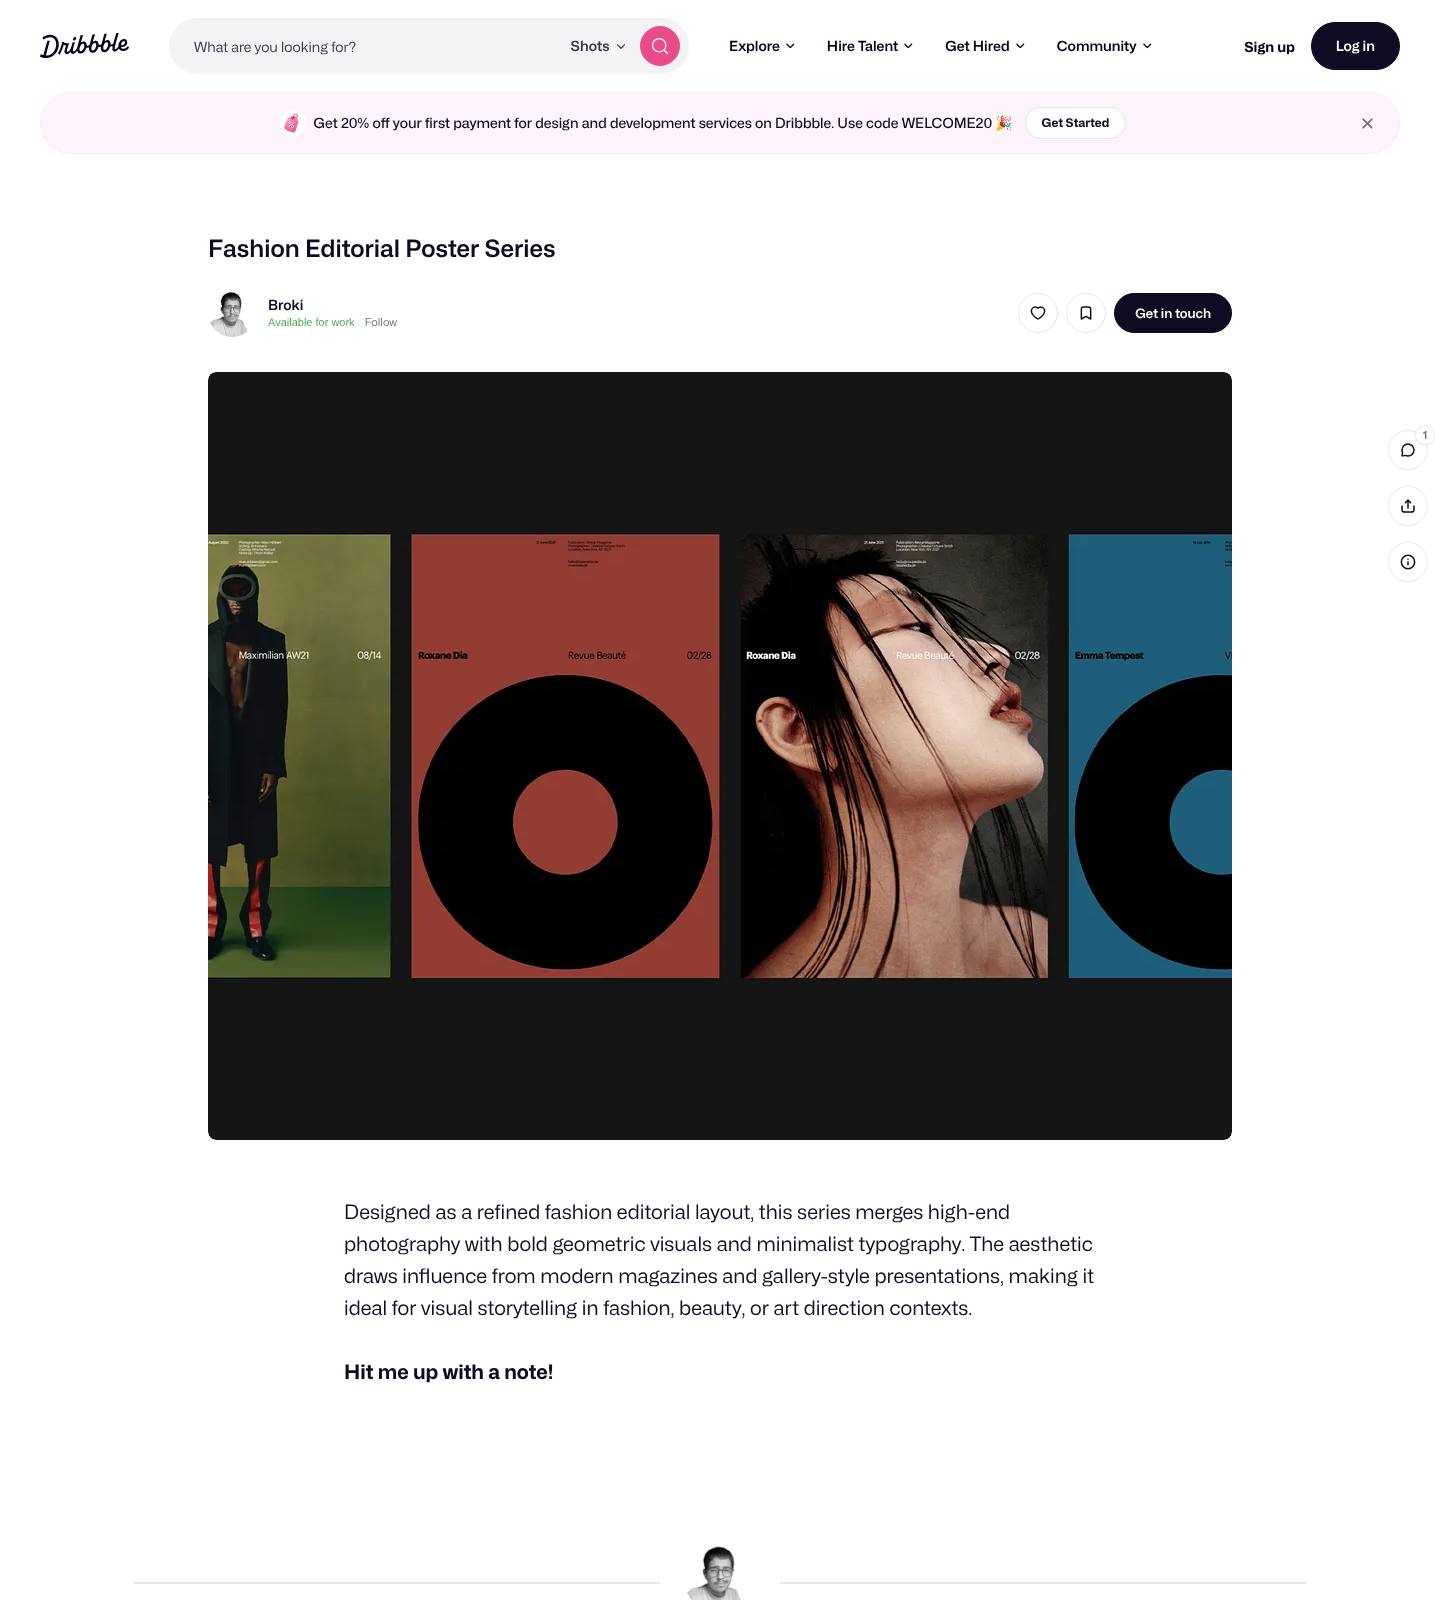 Dribbble
What are you looking for?
Shots
Explore
Hire Talent
Get Hired
Community
Sign up
Log in
Get 20% off your first payment for design and development services on Dribbble. Use code WELCOME20 🎉
Get Started
Fashion Editorial Poster Series
Broki
Available for work Follow
Get in touch
1
Maximilian AW21 08/14
Roxane Dia Revue Beauté 02/28
Roxane Dia Revue Beauté 02/28
Emma Tempest
Designed as a refined fashion editorial layout, this series merges high-end
photography with bold geometric visuals and minimalist typography. The aesthetic
draws influence from modern magazines and gallery-style presentations, making it
ideal for visual storytelling in fashion, beauty, or art direction contexts.
Hit me up with a note!